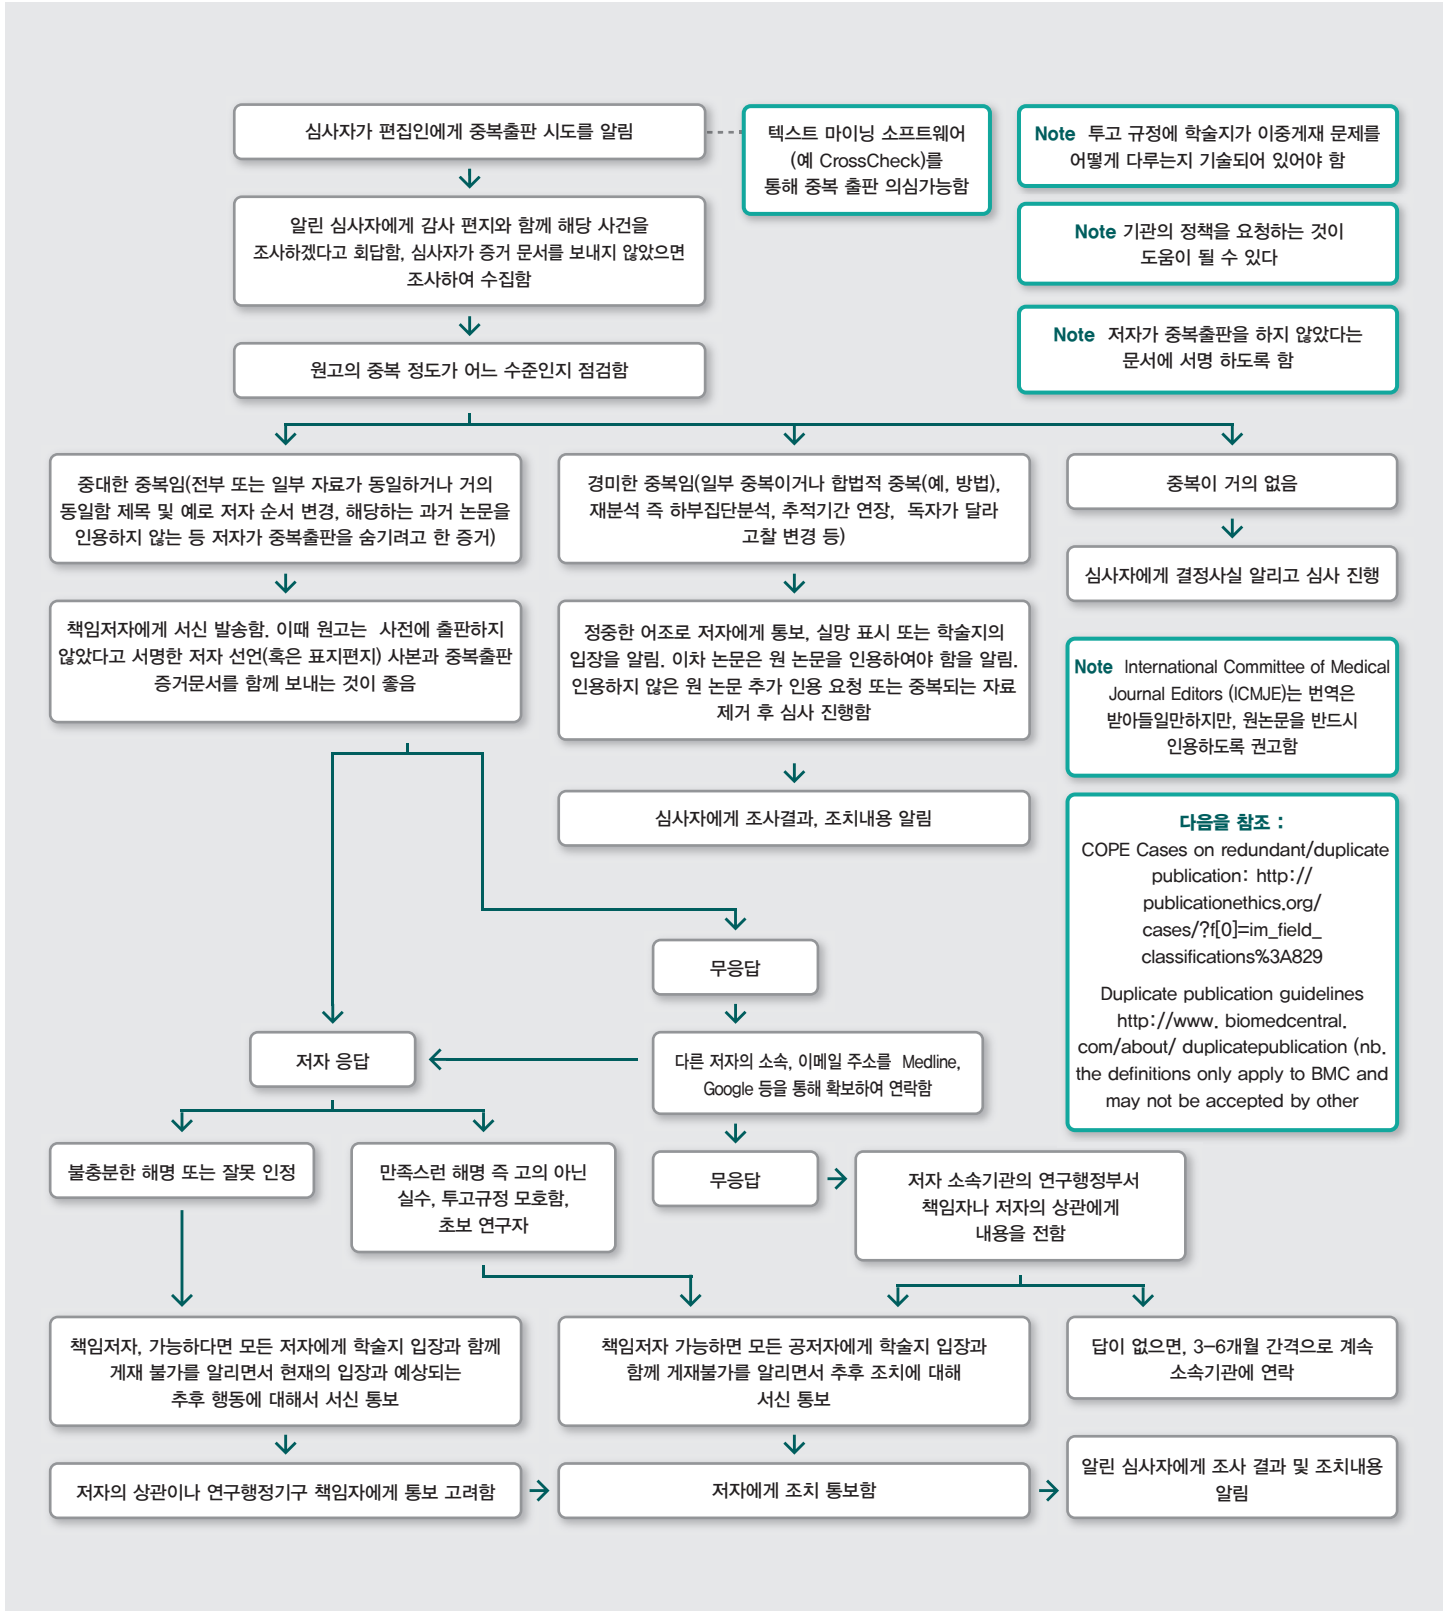 심사자가 편집인에게 중복출판 시도를 알림
텍스트 마이닝 소프트웨어
(예 CrossCheck)를
통해 중복 출판 의심가능함
Note 투고 규정에 학술지가 이중게재 문제를
어떻게 다루는지 기술되어 있어야 함
알린 심사자에게 감사 편지와 함께 해당 사건을
조사하겠다고 회답함, 심사자가 증거 문서를 보내지 않았으면
조사하여 수집함
Note 기관의 정책을 요청하는 것이
도움이 될 수 있다
Note 저자가 중복출판을 하지 않았다는
문서에 서명 하도록 함
원고의 중복 정도가 어느 수준인지 점검함
중대한 중복임(전부 또는 일부 자료가 동일하거나 거의
동일함 제목 및 예로 저자 순서 변경, 해당하는 과거 논문을
인용하지 않는 등 저자가 중복출판을 숨기려고 한 증거)
경미한 중복임(일부 중복이거나 합법적 중복(예, 방법),
재분석 즉 하부집단분석, 추적기간 연장, 독자가 달라
고찰 변경 등)
중복이 거의 없음
심사자에게 결정사실 알리고 심사 진행
책임저자에게 서신 발송함. 이때 원고는 사전에 출판하지
않았다고 서명한 저자 선언(혹은 표지편지) 사본과 중복출판
증거문서를 함께 보내는 것이 좋음
정중한 어조로 저자에게 통보, 실망 표시 또는 학술지의
입장을 알림. 이차 논문은 원 논문을 인용하여야 함을 알림.
인용하지 않은 원 논문 추가 인용 요청 또는 중복되는 자료
제거 후 심사 진행함
Note International Committee of Medical
Journal Editors (ICMJE)는 번역은
받아들일만하지만, 원논문을 반드시
인용하도록 권고함
심사자에게 조사결과, 조치내용 알림
다음을 참조 :
COPE Cases on redundant/duplicate
publication: http://
publicationethics.org/
cases/?f[0]=im_field_
classifications%3A829
Duplicate publication guidelines
http://www. biomedcentral.
com/about/ duplicatepublication (nb.
the definitions only apply to BMC and
may not be accepted by other
무응답
저자 응답
다른 저자의 소속, 이메일 주소를 Medline,
Google 등을 통해 확보하여 연락함
불충분한 해명 또는 잘못 인정
만족스런 해명 즉 고의 아닌
실수, 투고규정 모호함,
초보 연구자
무응답
저자 소속기관의 연구행정부서
책임자나 저자의 상관에게
내용을 전함
책임저자, 가능하다면 모든 저자에게 학술지 입장과 함께
게재 불가를 알리면서 현재의 입장과 예상되는
추후 행동에 대해서 서신 통보
책임저자 가능하면 모든 공저자에게 학술지 입장과
함께 게재불가를 알리면서 추후 조치에 대해
서신 통보
답이 없으면, 3–6개월 간격으로 계속
소속기관에 연락
저자의 상관이나 연구행정기구 책임자에게 통보 고려함
저자에게 조치 통보함
알린 심사자에게 조사 결과 및 조치내용
알림